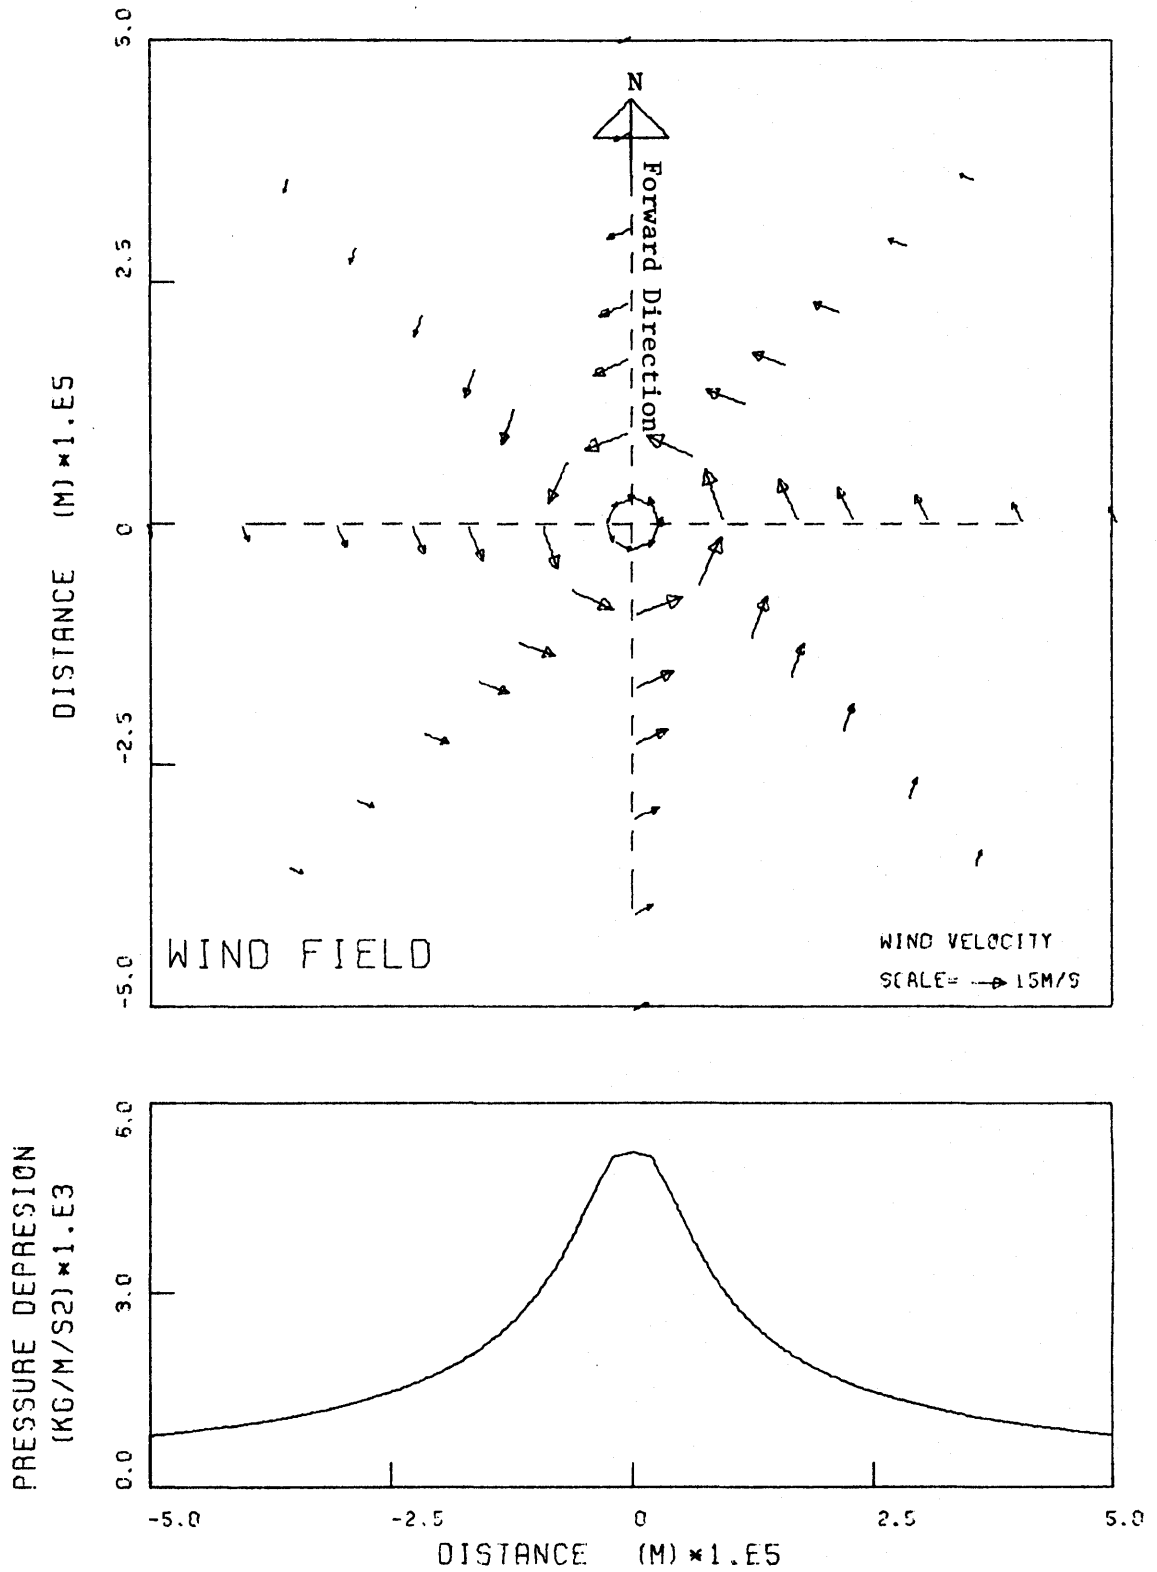 5.0
N
Forward Direction
2.5
DISTANCE (M)*1.E5
0
-2.5
WIND FIELD
WIND VELOCITY
SCALE= 15M/S
-5.0
6.0
PRESSURE DEPRESION
(KG/M/S2)*1.E3
3.0
0.0
-5.0 -2.5 0 2.5 5.0
DISTANCE (M)*1.E5